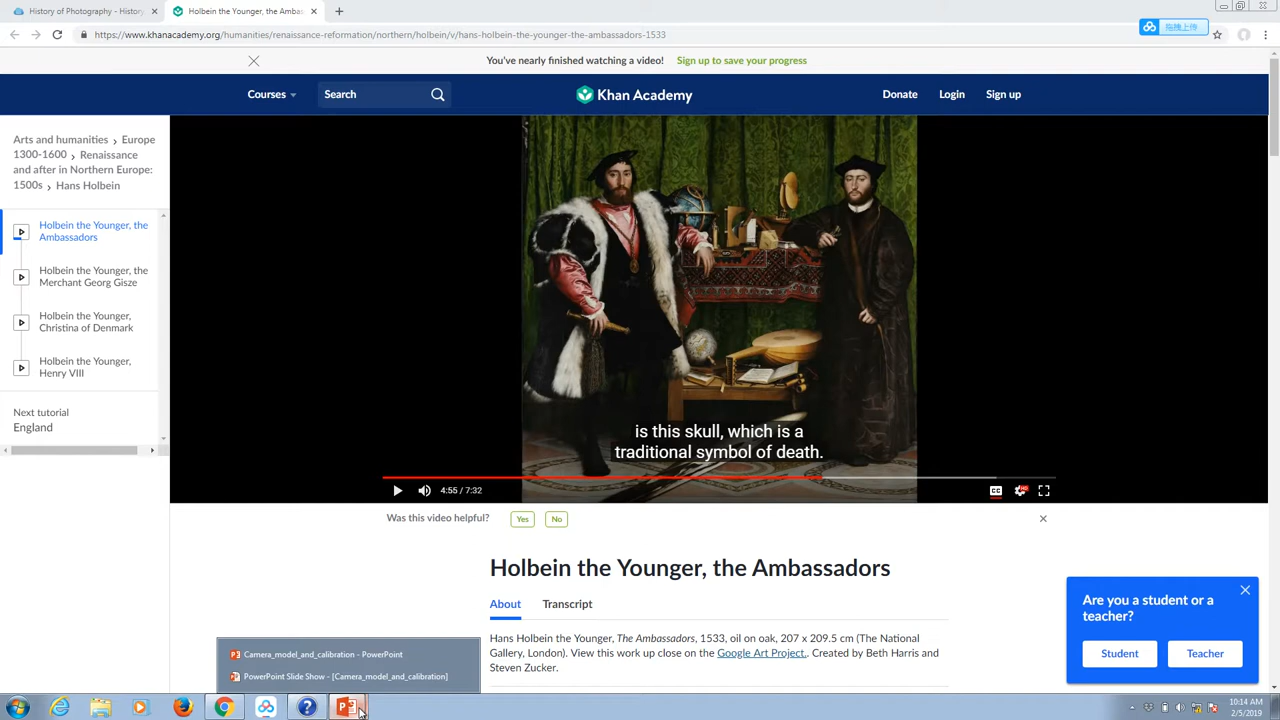 History of Photography - History
Holbein the Younger, the Ambas
https://www.khanacademy.org/humanities/renaissance-reformation/northern/holbein/v/hans-holbein-the-younger-the-ambassadors-1533
拖拽上传
You've nearly finished watching a video! Sign up to save your progress
Courses
Search
Khan Academy
Donate
Login
Sign up
Arts and humanities > Europe
1300-1600 > Renaissance
and after in Northern Europe:
1500s > Hans Holbein
Holbein the Younger, the
Ambassadors
Holbein the Younger, the
Merchant Georg Gisze
Holbein the Younger,
Christina of Denmark
Holbein the Younger,
Henry VIII
Next tutorial
England
is this skull, which is a
traditional symbol of death.
4:55 / 7:32
CC
HD
Was this video helpful?
Yes
No
Holbein the Younger, the Ambassadors
About
Transcript
Hans Holbein the Younger, The Ambassadors, 1533, oil on oak, 207 x 209.5 cm (The National
Gallery, London). View this work up close on the Google Art Project.. Created by Beth Harris and
Steven Zucker.
Are you a student or a
teacher?
Student
Teacher
Camera_model_and_calibration - PowerPoint
PowerPoint Slide Show - [Camera_model_and_calibration]
10:14 AM
2/5/2019